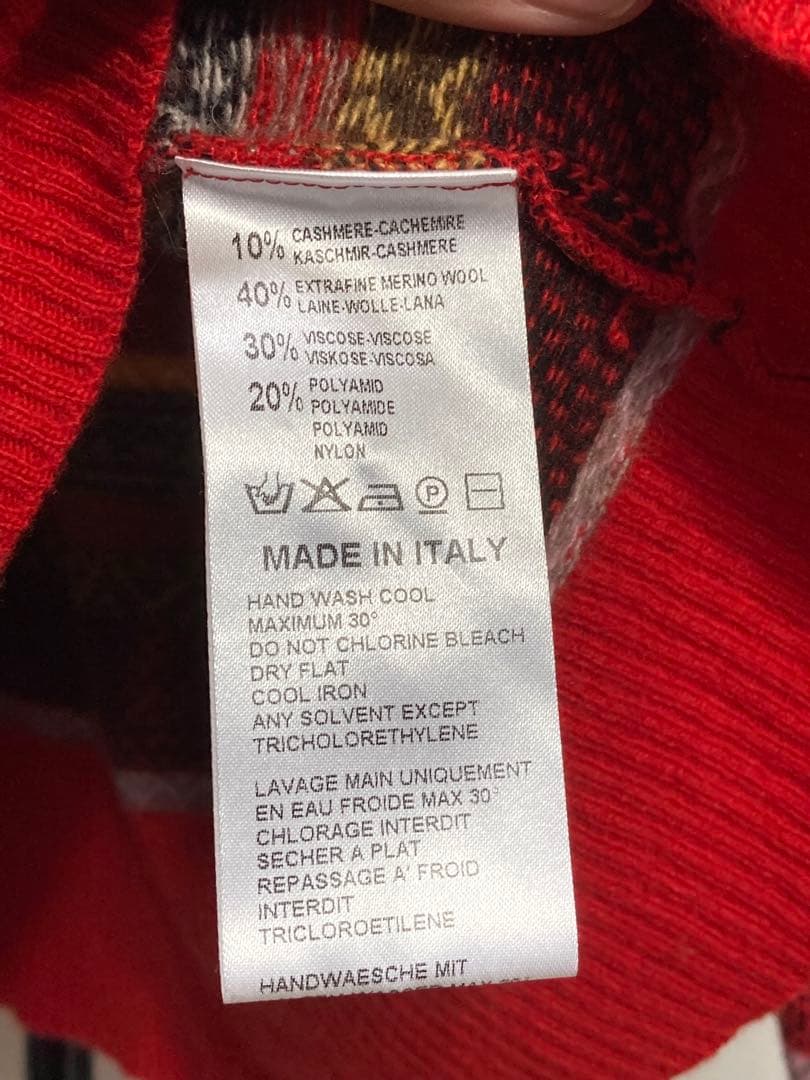 10% CASHMERE-CACHEMIRE
KASCHMIR-CASHMERE
40% EXTRAFINE MERINO WOOL
LAINE-WOLLE-LANA
30% VISCOSE-VISCOSE
VISKOSE-VISCOSA
20% POLYAMID
POLYAMIDE
POLYAMID
NYLON
P
MADE IN ITALY
HAND WASH COOL
MAXIMUM 30°
DO NOT CHLORINE BLEACH
DRY FLAT
COOL IRON
ANY SOLVENT EXCEPT
TRICHOLORETHYLENE
LAVAGE MAIN UNIQUEMENT
EN EAU FROIDE MAX 30°
CHLORAGE INTERDIT
SECHER A PLAT
REPASSAGE A' FROID
INTERDIT
TRICLOROETILENE
HANDWAESCHE MIT